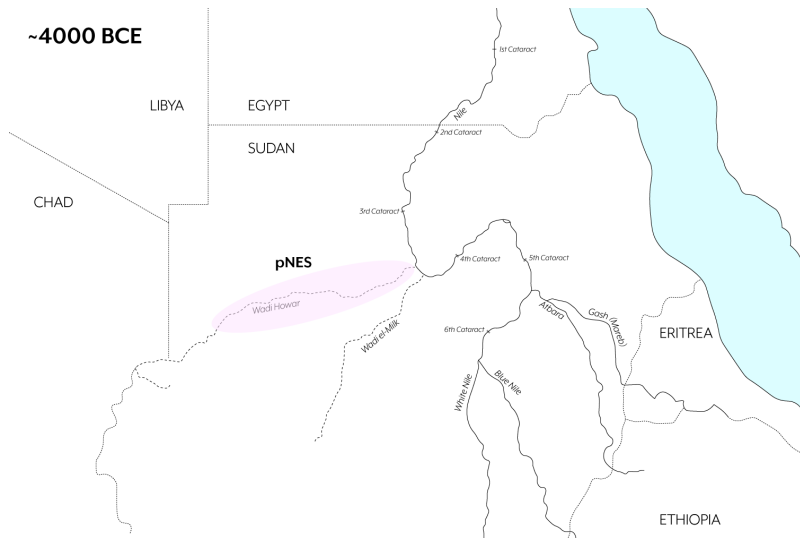 ~4000 BCE
1st Cataract
LIBYA
EGYPT
Nile
2nd Cataract
SUDAN
CHAD
3rd Cataract
pNES
4th Cataract
5th Cataract
Wadi Howar
Wadi el-Milk
Atbara
Gash (Mareb)
6th Cataract
ERITREA
White Nile
Blue Nile
ETHIOPIA